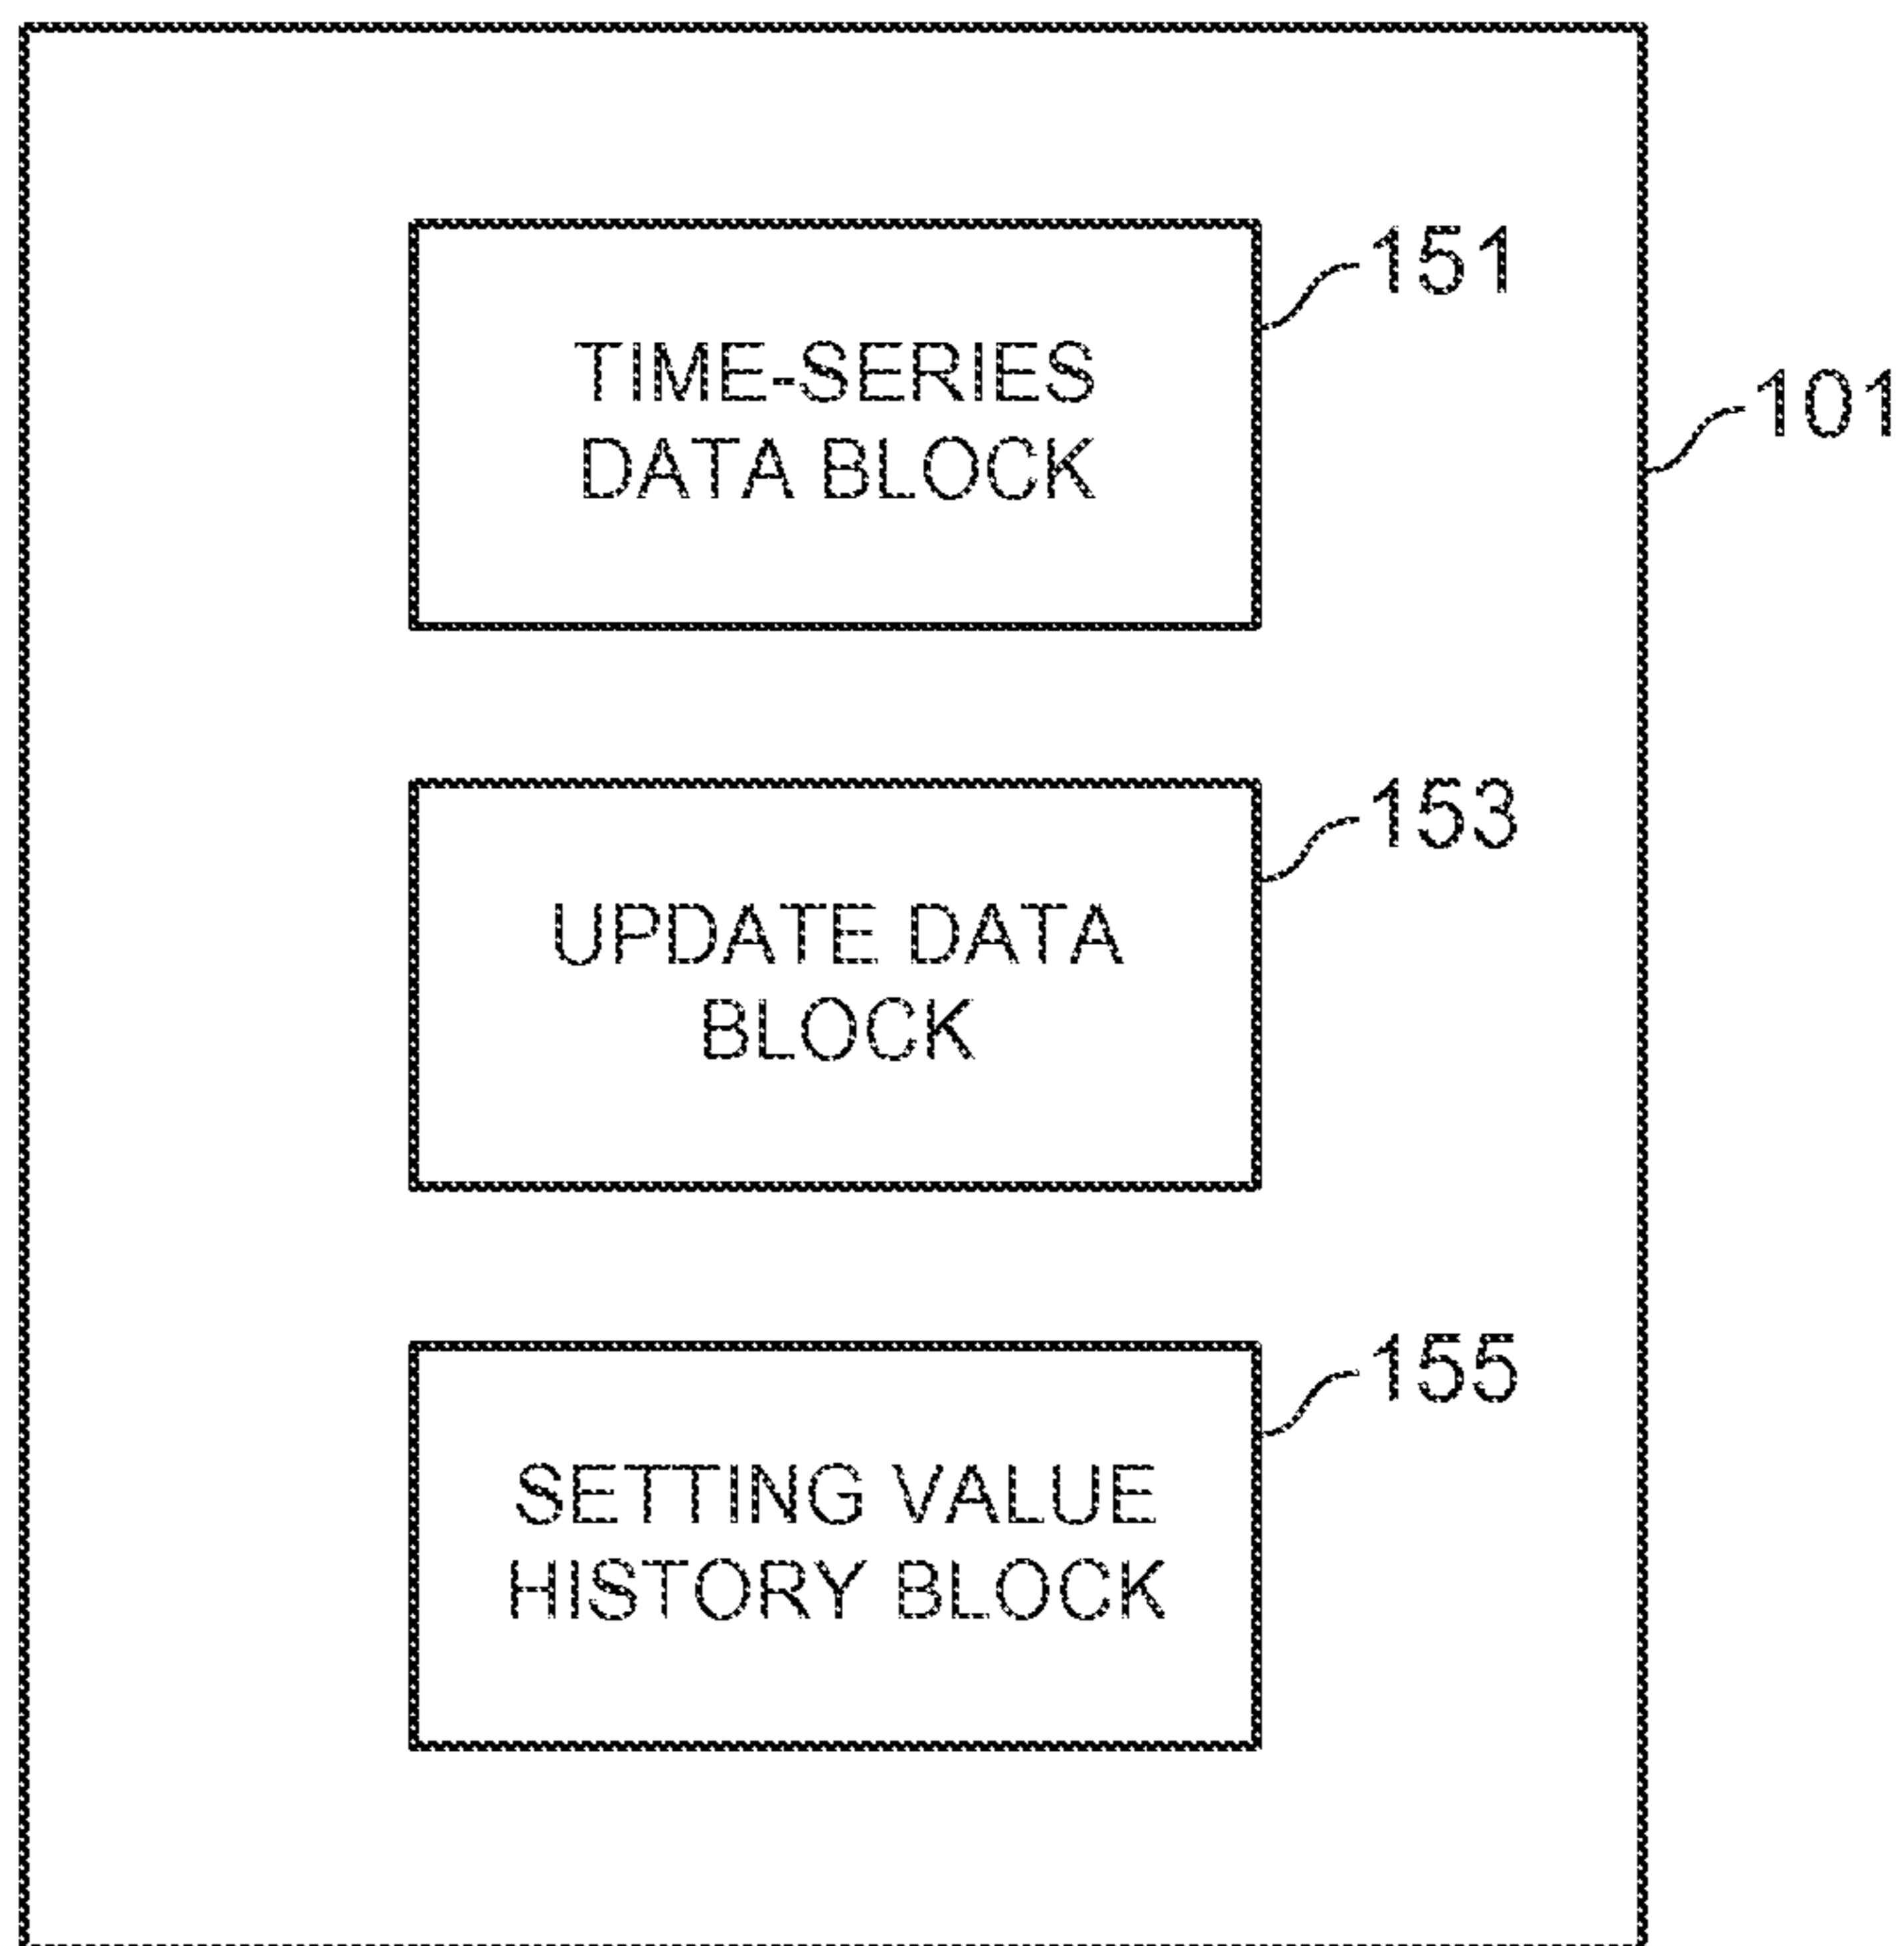 151
TIME-SERIES
DATA BLOCK
101
153
UPDATE DATA
BLOCK
155
SETTING VALUE
HISTORY BLOCK